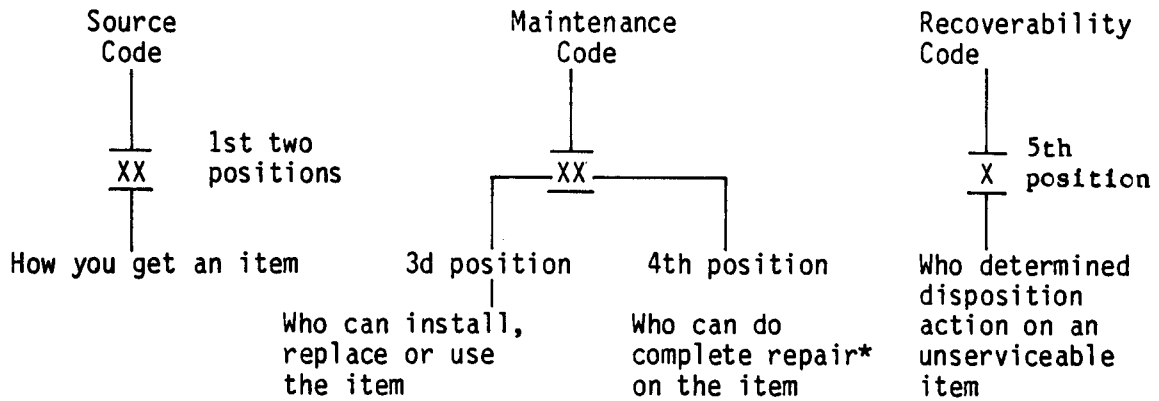 Source
Code
Maintenance
Code
Recoverability
Code
1st two
positions
XX
XX
5th
position
X
How you get an item
3d position
4th position
Who can install,
replace or use
the item
Who can do
complete repair*
on the item
Who determined
disposition
action on an
unserviceable
item